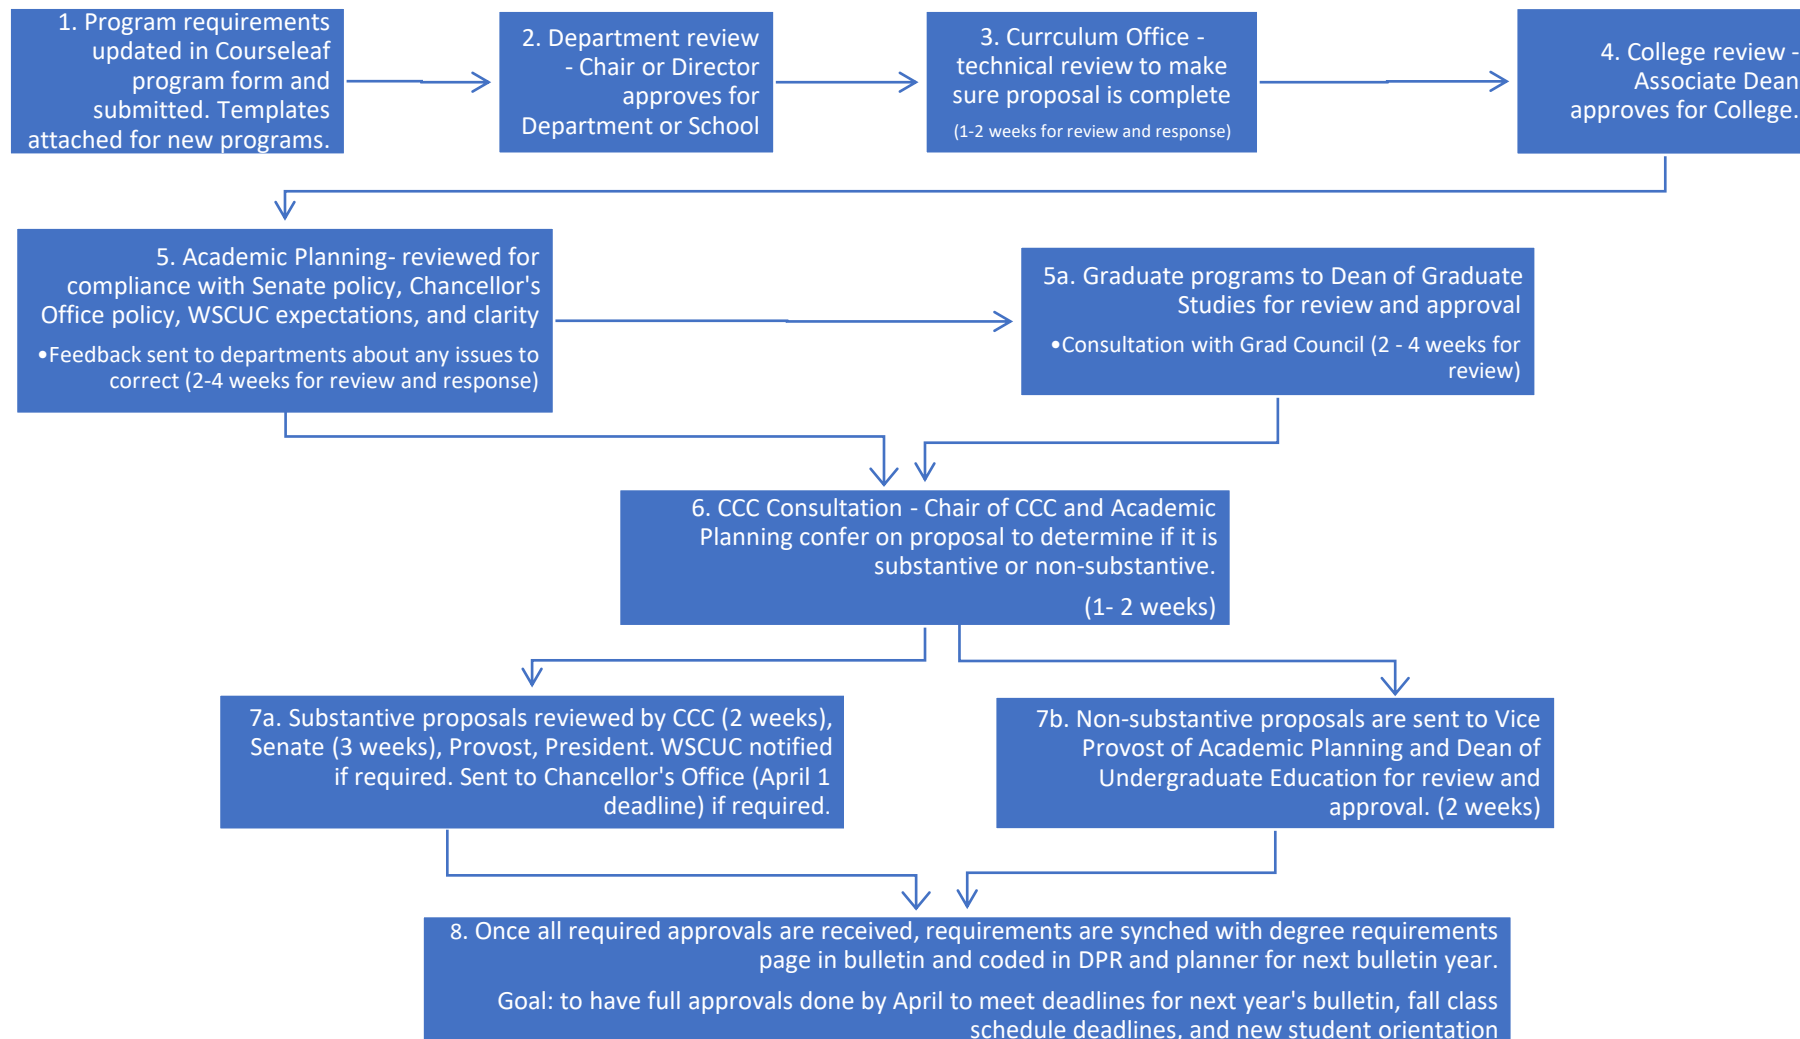 1. Program requirements
updated in Courseleaf
program form and
submitted. Templates
attached for new programs.
2. Department review
- Chair or Director
approves for
Department or School
3. Currculum Office -
technical review to make
sure proposal is complete
(1-2 weeks for review and response)
4. College review -
Associate Dean
approves for College.
5. Academic Planning- reviewed for
compliance with Senate policy, Chancellor's
Office policy, WSCUC expectations, and clarity
•Feedback sent to departments about any issues to
correct (2-4 weeks for review and response)
5a. Graduate programs to Dean of Graduate
Studies for review and approval
•Consultation with Grad Council (2 - 4 weeks for
review)
6. CCC Consultation - Chair of CCC and Academic
Planning confer on proposal to determine if it is
substantive or non-substantive.
(1- 2 weeks)
7a. Substantive proposals reviewed by CCC (2 weeks),
Senate (3 weeks), Provost, President. WSCUC notified
if required. Sent to Chancellor's Office (April 1
deadline) if required.
7b. Non-substantive proposals are sent to Vice
Provost of Academic Planning and Dean of
Undergraduate Education for review and
approval. (2 weeks)
8. Once all required approvals are received, requirements are synched with degree requirements
page in bulletin and coded in DPR and planner for next bulletin year.
Goal: to have full approvals done by April to meet deadlines for next year's bulletin, fall class
schedule deadlines, and new student orientation